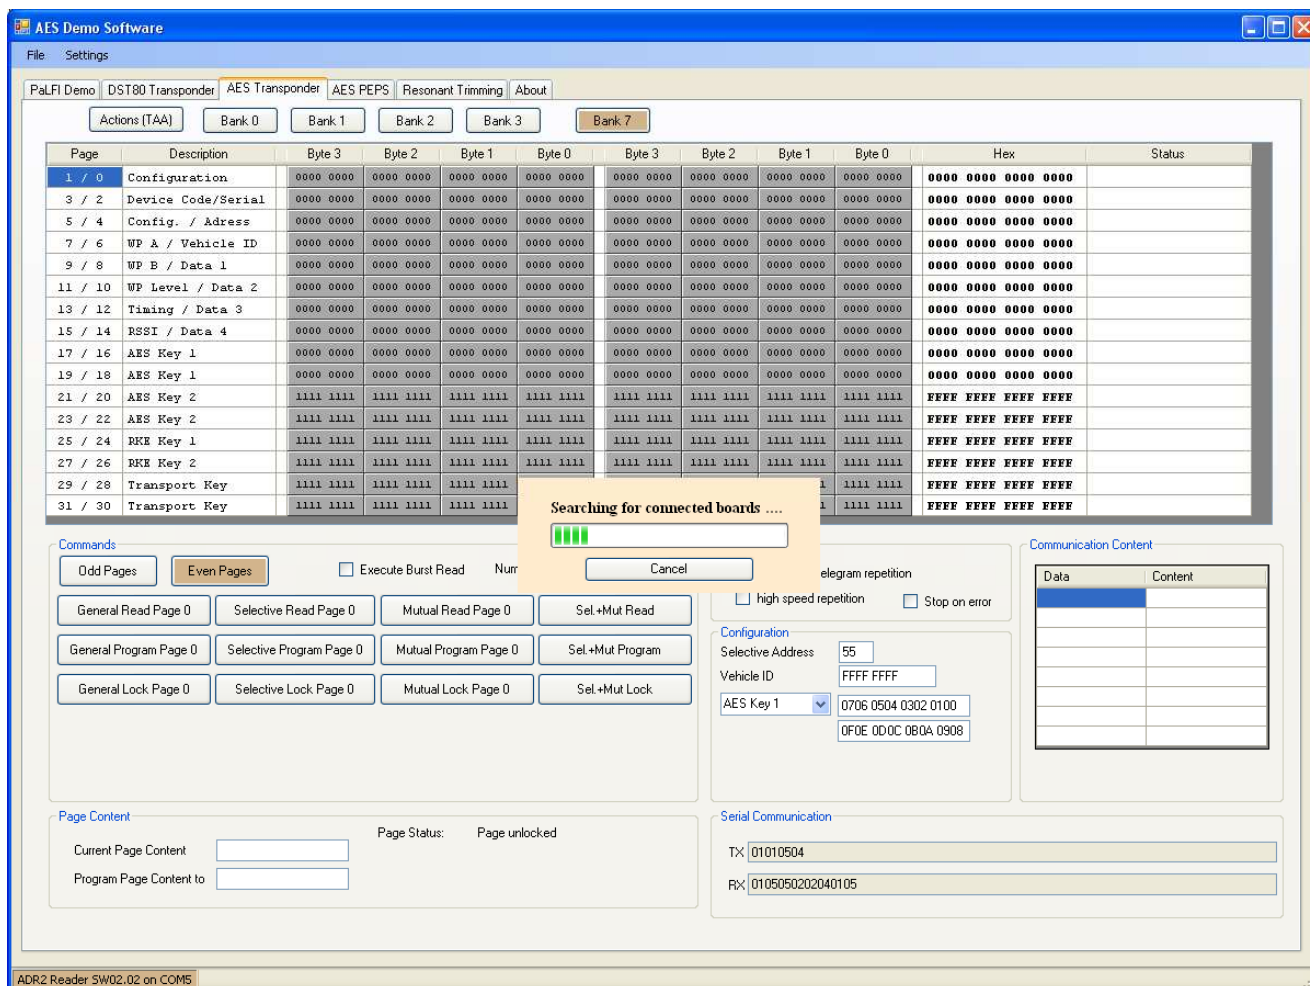 AES Demo Software
File Settings
PaLFI Demo DST80 Transponder AES Transponder AES PEPS Resonant Trimming About
Actions (TAA) Bank 0 Bank 1 Bank 2 Bank 3 Bank 7
Page Description Byte 3 Byte 2 Byte 1 Byte 0 Byte 3 Byte 2 Byte 1 Byte 0 Hex Status
1 / 0 Configuration 0000 0000 0000 0000 0000 0000 0000 0000 0000 0000 0000 0000 0000 0000 0000 0000 0000 0000 0000 0000
3 / 2 Device Code/Serial 0000 0000 0000 0000 0000 0000 0000 0000 0000 0000 0000 0000 0000 0000 0000 0000 0000 0000 0000 0000
5 / 4 Config. / Adress 0000 0000 0000 0000 0000 0000 0000 0000 0000 0000 0000 0000 0000 0000 0000 0000 0000 0000 0000 0000
7 / 6 WP A / Vehicle ID 0000 0000 0000 0000 0000 0000 0000 0000 0000 0000 0000 0000 0000 0000 0000 0000 0000 0000 0000 0000
9 / 8 WP B / Data 1 0000 0000 0000 0000 0000 0000 0000 0000 0000 0000 0000 0000 0000 0000 0000 0000 0000 0000 0000 0000
11 / 10 WP Level / Data 2 0000 0000 0000 0000 0000 0000 0000 0000 0000 0000 0000 0000 0000 0000 0000 0000 0000 0000 0000 0000
13 / 12 Timing / Data 3 0000 0000 0000 0000 0000 0000 0000 0000 0000 0000 0000 0000 0000 0000 0000 0000 0000 0000 0000 0000
15 / 14 RSSI / Data 4 0000 0000 0000 0000 0000 0000 0000 0000 0000 0000 0000 0000 0000 0000 0000 0000 0000 0000 0000 0000
17 / 16 AES Key 1 0000 0000 0000 0000 0000 0000 0000 0000 0000 0000 0000 0000 0000 0000 0000 0000 0000 0000 0000 0000
19 / 18 AES Key 1 0000 0000 0000 0000 0000 0000 0000 0000 0000 0000 0000 0000 0000 0000 0000 0000 0000 0000 0000 0000
21 / 20 AES Key 2 1111 1111 1111 1111 1111 1111 1111 1111 1111 1111 1111 1111 1111 1111 1111 1111 FFFF FFFF FFFF FFFF
23 / 22 AES Key 2 1111 1111 1111 1111 1111 1111 1111 1111 1111 1111 1111 1111 1111 1111 1111 1111 FFFF FFFF FFFF FFFF
25 / 24 RKE Key 1 1111 1111 1111 1111 1111 1111 1111 1111 1111 1111 1111 1111 1111 1111 1111 1111 FFFF FFFF FFFF FFFF
27 / 26 RKE Key 2 1111 1111 1111 1111 1111 1111 1111 1111 1111 1111 1111 1111 1111 1111 1111 1111 FFFF FFFF FFFF FFFF
29 / 28 Transport Key 1111 1111 1111 1111 1111 1111 1 1111 1111 FFFF FFFF FFFF FFFF
31 / 30 Transport Key 1111 1111 1111 1111 1111 1111 1 1111 1111 FFFF FFFF FFFF FFFF
Searching for connected boards ....
Cancel
Commands
Odd Pages Even Pages Execute Burst Read Num elegram repetition
high speed repetition Stop on error
General Read Page 0 Selective Read Page 0 Mutual Read Page 0 Sel.+Mut Read
General Program Page 0 Selective Program Page 0 Mutual Program Page 0 Sel.+Mut Program
General Lock Page 0 Selective Lock Page 0 Mutual Lock Page 0 Sel.+Mut Lock
Configuration
Selective Address 55
Vehicle ID FFFF FFFF
AES Key 1 0706 0504 0302 0100
0F0E 0D0C 0B0A 0908
Communication Content
Data Content
Page Content
Page Status: Page unlocked
Current Page Content
Program Page Content to
Serial Communication
TX 01010504
RX 0105050202040105
ADR2 Reader SW02.02 on COM5